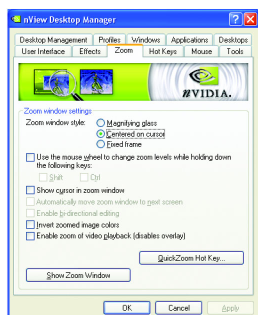 nView Desktop Manager
Desktop Management Profiles Windows Applications Desktops
User Interface Effects Zoom Hot Keys Mouse Tools
nVIDIA.
Zoom window settings
Zoom window style:
Magnifying glass
Centered on cursor
Fixed frame
Use the mouse wheel to change zoom levels while holding down
the following keys:
Shift Ctrl
Show cursor in zoom window
Automatically move zoom window to next screen
Enable bi-directional editing
Invert zoomed image colors
Enable zoom of video playback (disables overlay)
QuickZoom Hot Key...
Show Zoom Window
OK Cancel Apply